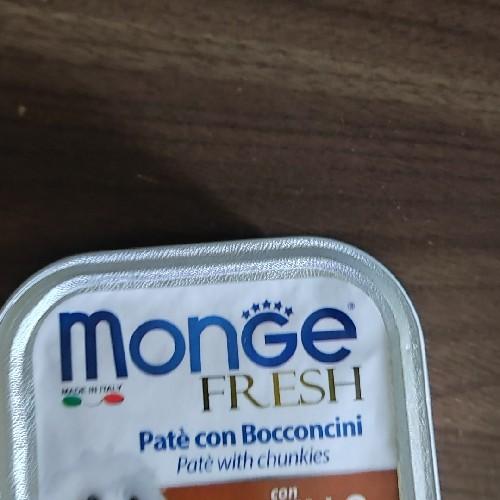 Monge®
FRESH
MADE IN ITALY
Patè con Bocconcini
Patè with chunkies
con